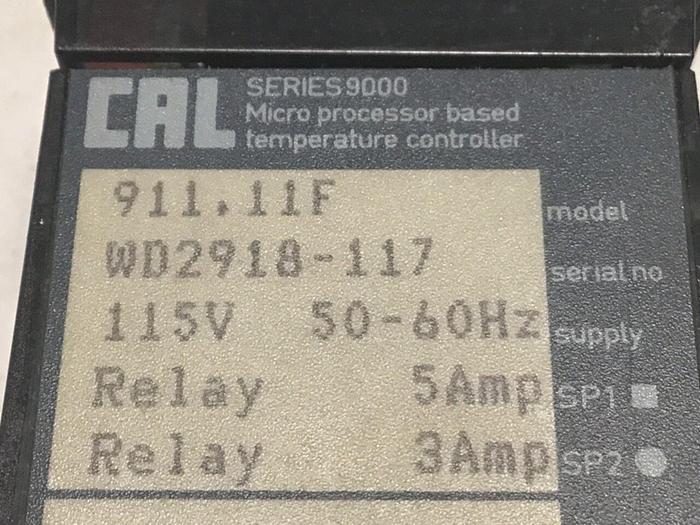 CAL SERIES9000
Micro processor based
temperature controller
911.11F model
WD2918-117 serial no
115V 50-60Hz supply
Relay 5Amp SP1
Relay 3Amp SP2